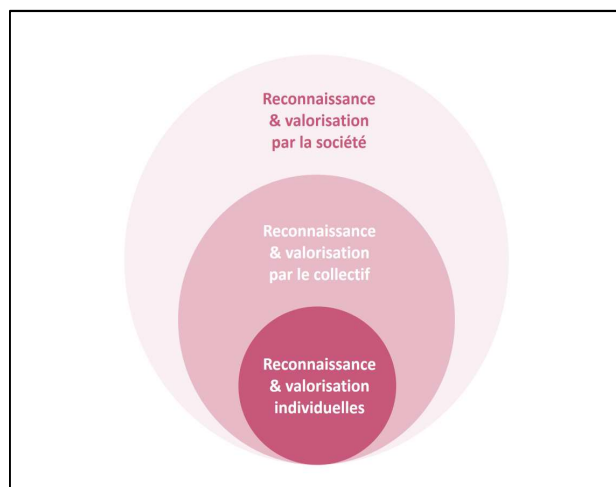 Reconnaissance
& valorisation
par la société
Reconnaissance
& valorisation
par le collectif
Reconnaissance
& valorisation
individuelles